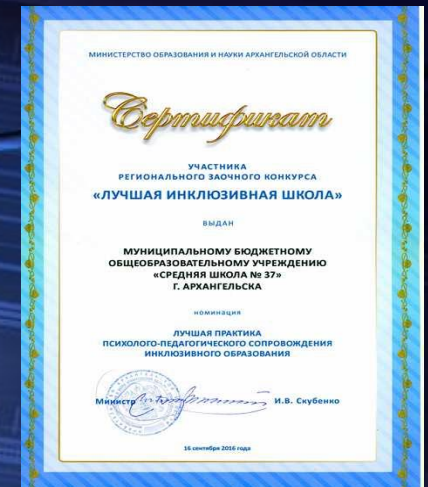 МИНИСТЕРСТВО ОБРАЗОВАНИЯ И НАУКИ АРХАНГЕЛЬСКОЙ ОБЛАСТИ
Сертификат
УЧАСТНИКА
РЕГИОНАЛЬНОГО ЗАОЧНОГО КОНКУРСА
«ЛУЧШАЯ ИНКЛЮЗИВНАЯ ШКОЛА»
ВЫДАН
МУНИЦИПАЛЬНОМУ БЮДЖЕТНОМУ
ОБЩЕОБРАЗОВАТЕЛЬНОМУ УЧРЕЖДЕНИЮ
«СРЕДНЯЯ ШКОЛА № 37»
Г. АРХАНГЕЛЬСКА
НОМИНАЦИЯ
ЛУЧШАЯ ПРАКТИКА
ПСИХОЛОГО-ПЕДАГОГИЧЕСКОГО СОПРОВОЖДЕНИЯ
ИНКЛЮЗИВНОГО ОБРАЗОВАНИЯ
Министр И.В. Скубенко
16 сентября 2016 года